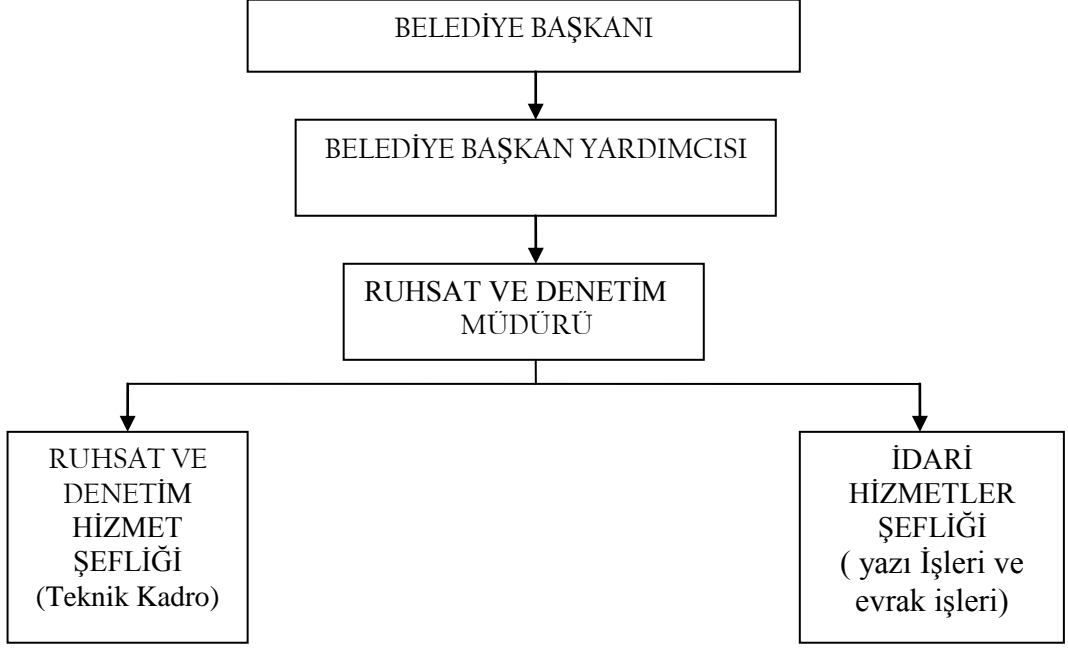 BELEDİYE BAŞKANI
BELEDİYE BAŞKAN YARDIMCISI
RUHSAT VE DENETİM
MÜDÜRÜ
RUHSAT VE
DENETİM
HİZMET
ŞEFLİĞİ
(Teknik Kadro)
İDARİ
HİZMETLER
ŞEFLİĞİ
( yazı İşleri ve
evrak işleri)